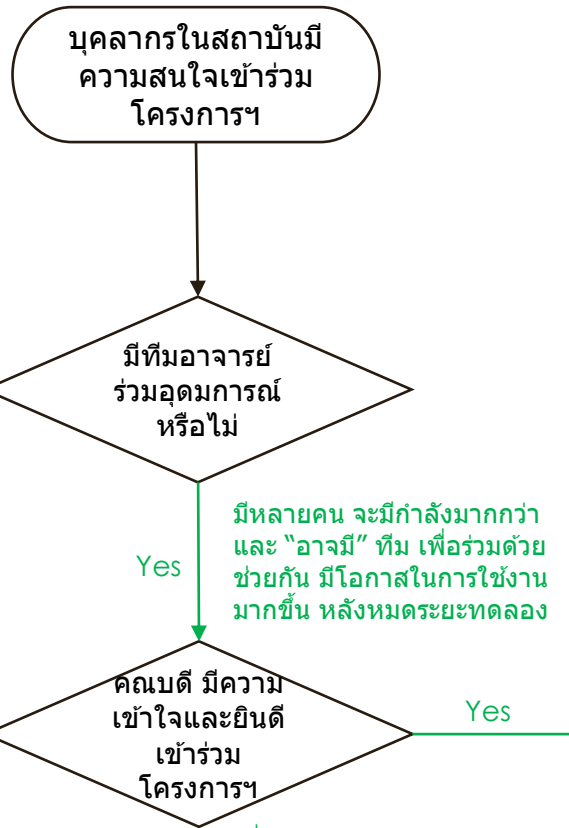 บุคลากรในสถาบันมี
ความสนใจเข้าร่วม
โครงการฯ
มีทีมอาจารย์
ร่วมอุดมการณ์
หรือไม่
มีหลายคน จะมีกำลังมากกว่า
และ “อาจมี” ทีม เพื่อร่วมด้วย
ช่วยกัน มีโอกาสในการใช้งาน
มากขึ้น หลังหมดระยะทดลอง
Yes
คณบดี มีความ
เข้าใจและยินดี
เข้าร่วม
โครงการฯ
Yes